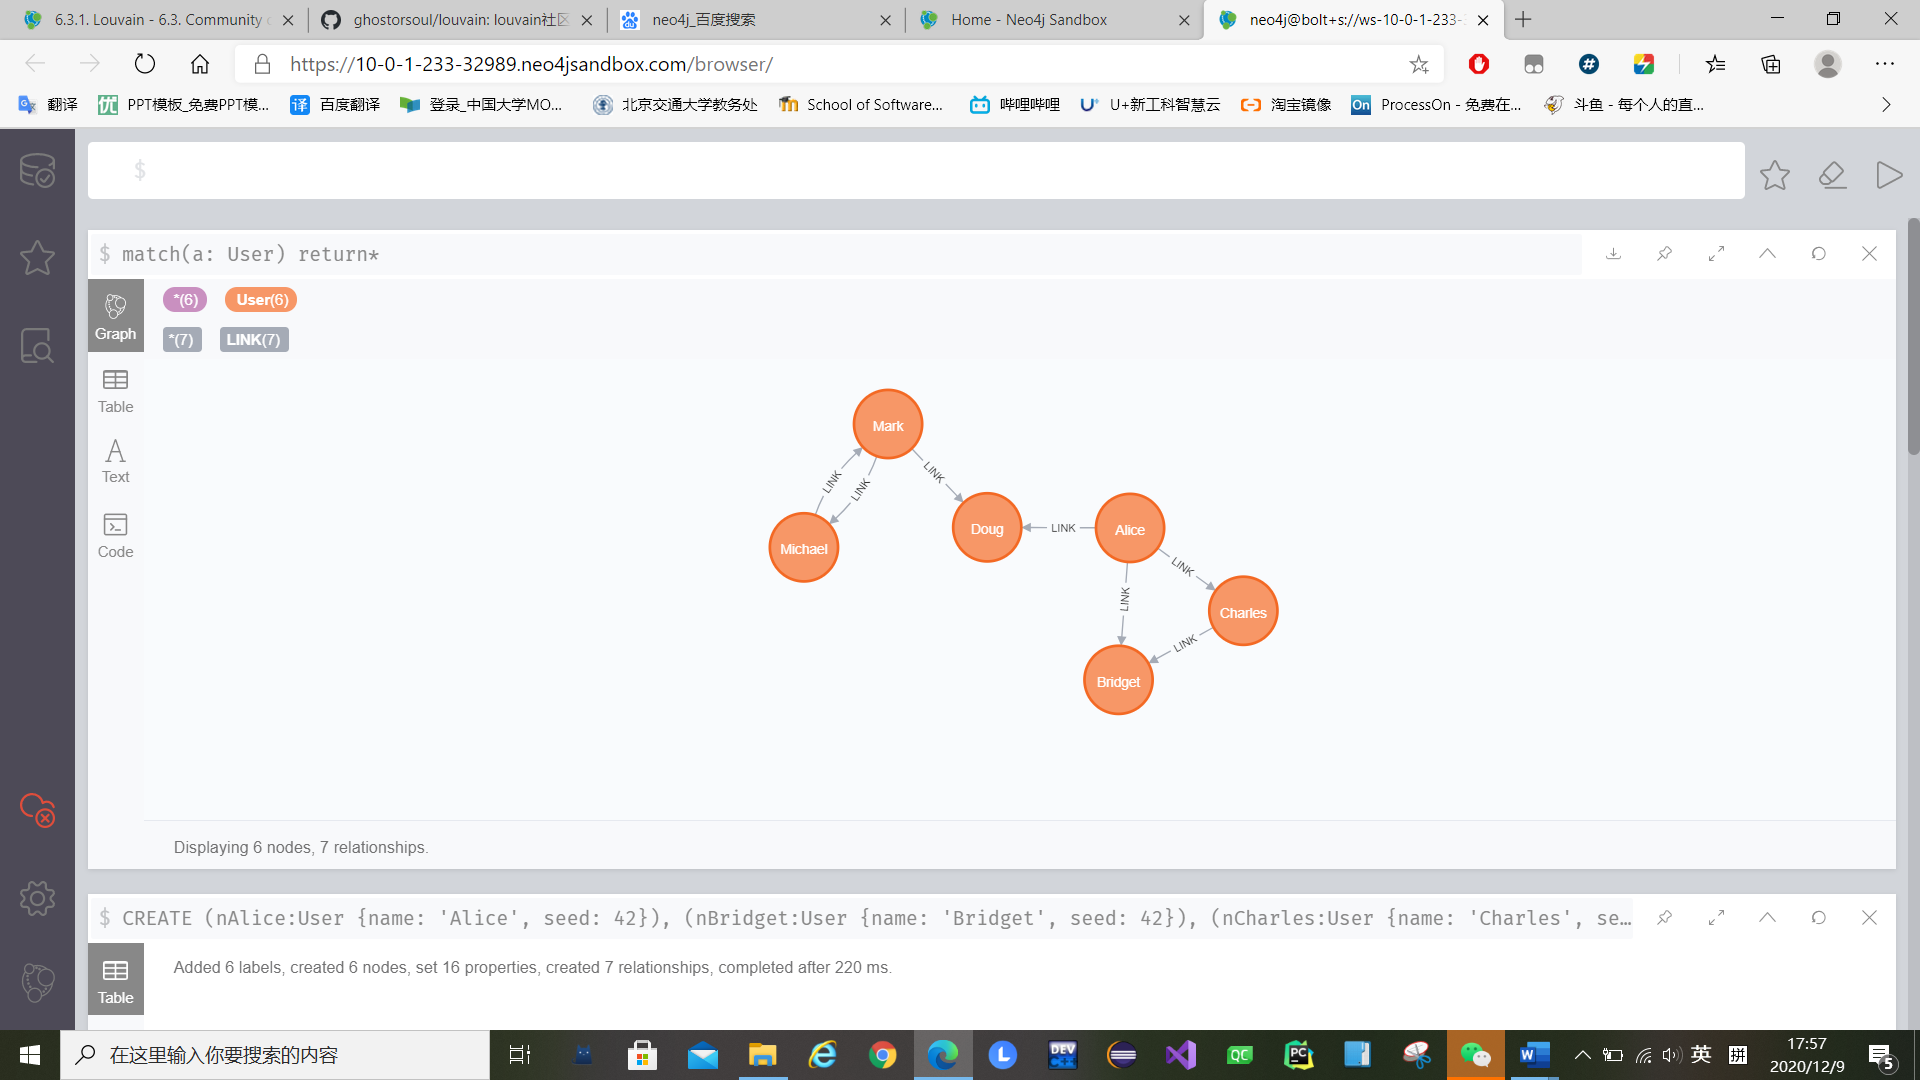 6.3.1. Louvain - 6.3. Community
ghostorsoul/louvain: louvain社区
neo4j_百度搜索
Home - Neo4j Sandbox
neo4j@bolt+s://ws-10-0-1-233-
https://10-0-1-233-32989.neo4jsandbox.com/browser/
翻译
PPT模板_免费PPT模...
百度翻译
登录_中国大学MO...
北京交通大学教务处
School of Software...
哔哩哔哩
U+新工科智慧云
淘宝镜像
ProcessOn - 免费在...
斗鱼 - 每个人的直...
$
$ match(a: User) return*
Graph
*(6) User(6)
*(7) LINK(7)
Table
Text
Code
Mark
LINK
LINK
LINK
Michael
Doug
LINK
Alice
LINK
LINK
Charles
LINK
Bridget
Displaying 6 nodes, 7 relationships.
$ CREATE (nAlice:User {name: 'Alice', seed: 42}), (nBridget:User {name: 'Bridget', seed: 42}), (nCharles:User {name: 'Charles', se…
Table
Added 6 labels, created 6 nodes, set 16 properties, created 7 relationships, completed after 220 ms.
在这里输入你要搜索的内容
英
拼
17:57
2020/12/9
5